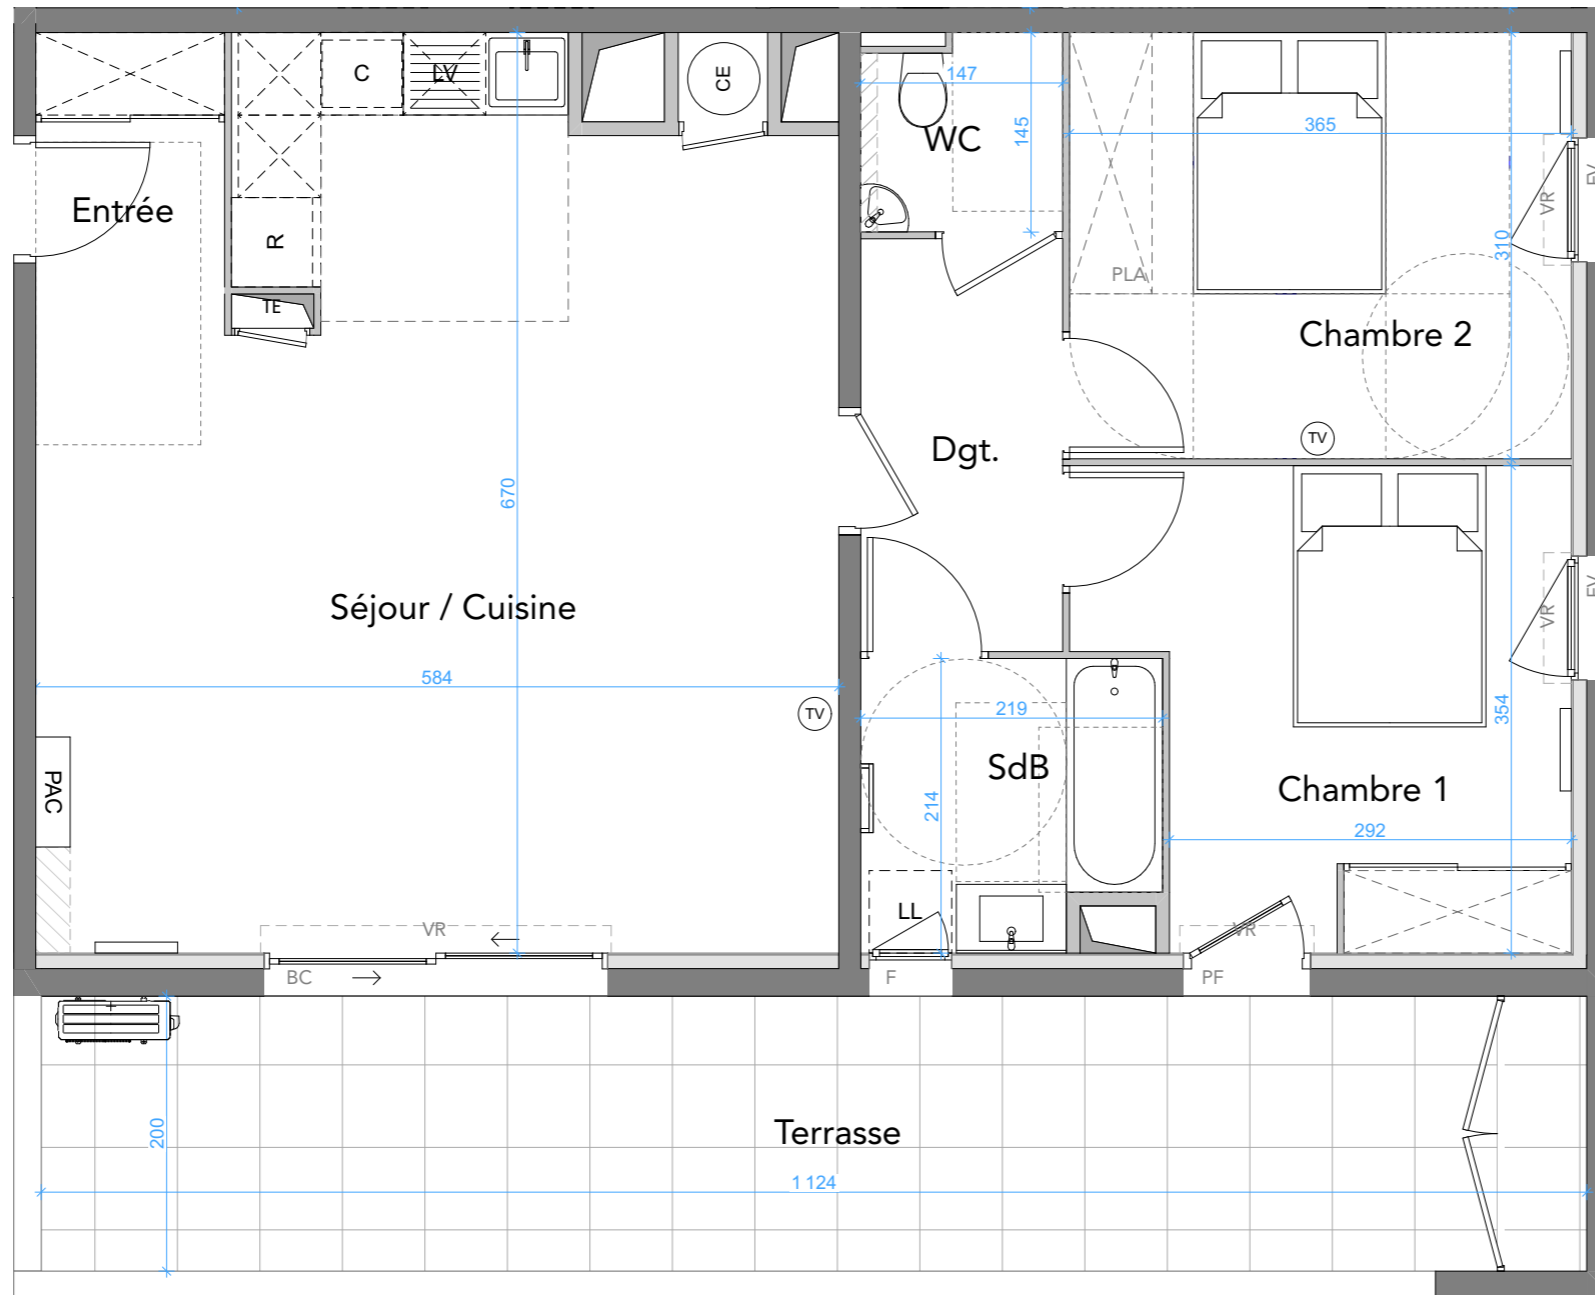 C
LV
CE
147
WC
145
365
VR
Entrée
R
310
PLA
TE
Chambre 2
TV
Dgt.
670
Séjour / Cuisine
VR
584
219
354
TV
SdB
PAC
214
Chambre 1
292
LL
VR
VR
BC
F
PF
Terrasse
200
1 124